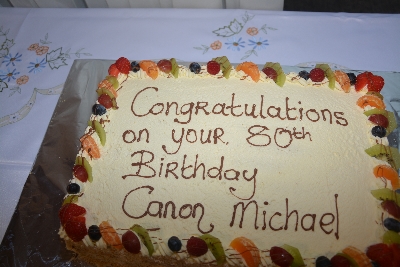 Congratulations
on your 80th
Birthday
Canon Michael